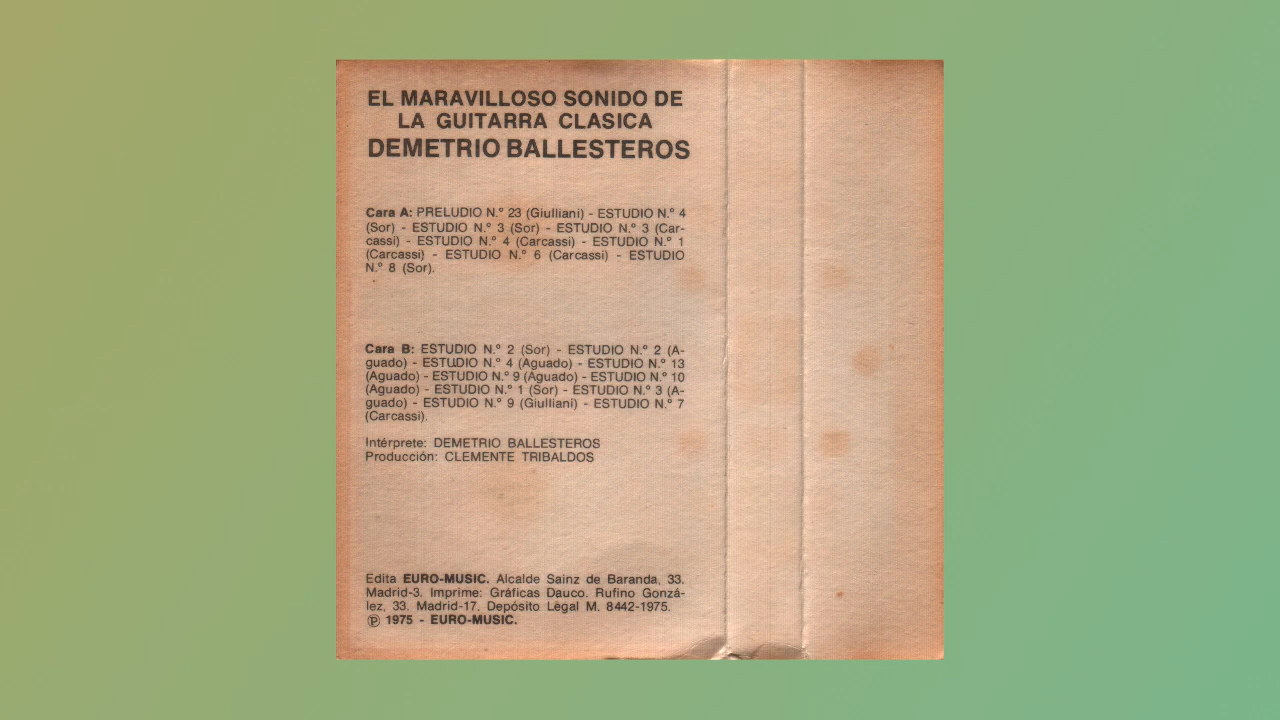 EL MARAVILLOSO SONIDO DE
LA GUITARRA CLASICA
DEMETRIO BALLESTEROS
Cara A: PRELUDIO N.º 23 (Giulliani) - ESTUDIO N.º 4
(Sor) - ESTUDIO N.º 3 (Sor) - ESTUDIO N.º 3 (Car-
cassi) - ESTUDIO N.º 4 (Carcassi) - ESTUDIO N.º 1
(Carcassi) - ESTUDIO N.º 6 (Carcassi) - ESTUDIO
N.º 8 (Sor).
Cara B: ESTUDIO N.º 2 (Sor) - ESTUDIO N.º 2 (A-
guado) - ESTUDIO N.º 4 (Aguado) - ESTUDIO N.º 13
(Aguado) - ESTUDIO N.º 9 (Aguado) - ESTUDIO N.º 10
(Aguado) - ESTUDIO N.º 1 (Sor) - ESTUDIO N.º 3 (A-
guado) - ESTUDIO N.º 9 (Giulliani) - ESTUDIO N.º 7
(Carcassi).
Intérprete: DEMETRIO BALLESTEROS
Producción: CLEMENTE TRIBALDOS
Edita EURO-MUSIC. Alcalde Sainz de Baranda, 33.
Madrid-3. Imprime: Gráficas Dauco. Rufino Gonzá-
lez, 33. Madrid-17. Depósito Legal M. 8442-1975.
℗ 1975 - EURO-MUSIC.